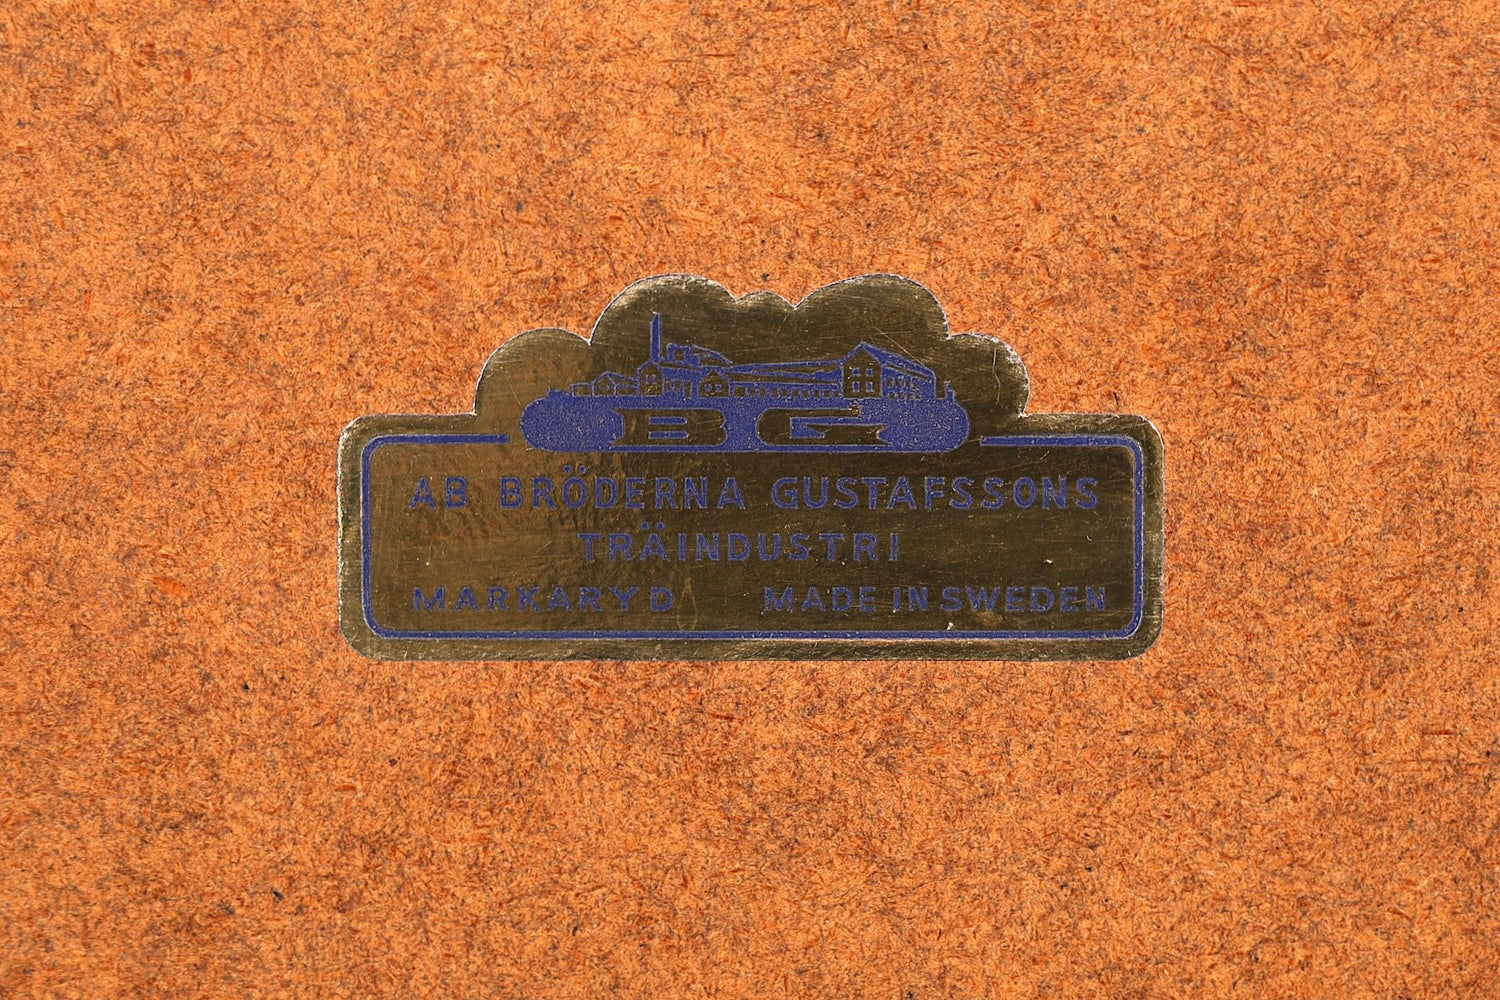 BG
AB BRÖDERNA GUSTAFSSONS
TRÄINDUSTRI
MARKARYD MADE IN SWEDEN